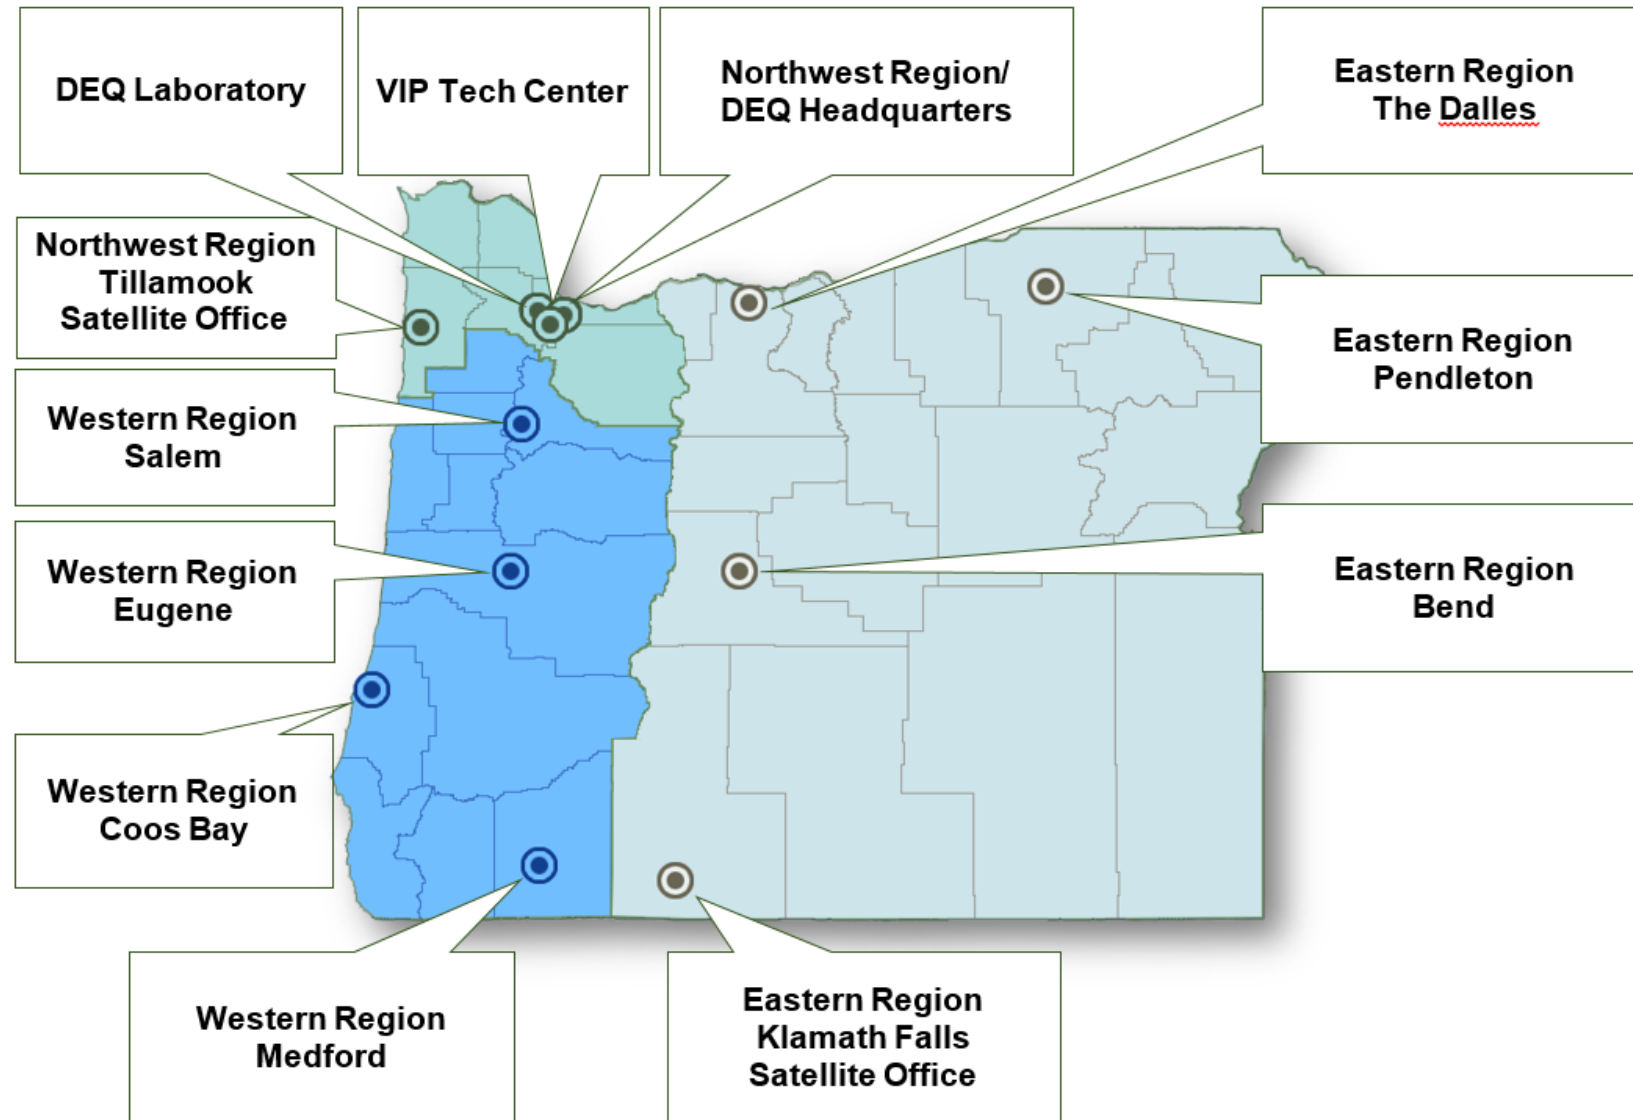 DEQ Laboratory
VIP Tech Center
Northwest Region/
DEQ Headquarters
Eastern Region
The Dalles
Northwest Region
Tillamook
Satellite Office
Eastern Region
Pendleton
Western Region
Salem
Western Region
Eugene
Eastern Region
Bend
Western Region
Coos Bay
Western Region
Medford
Eastern Region
Klamath Falls
Satellite Office